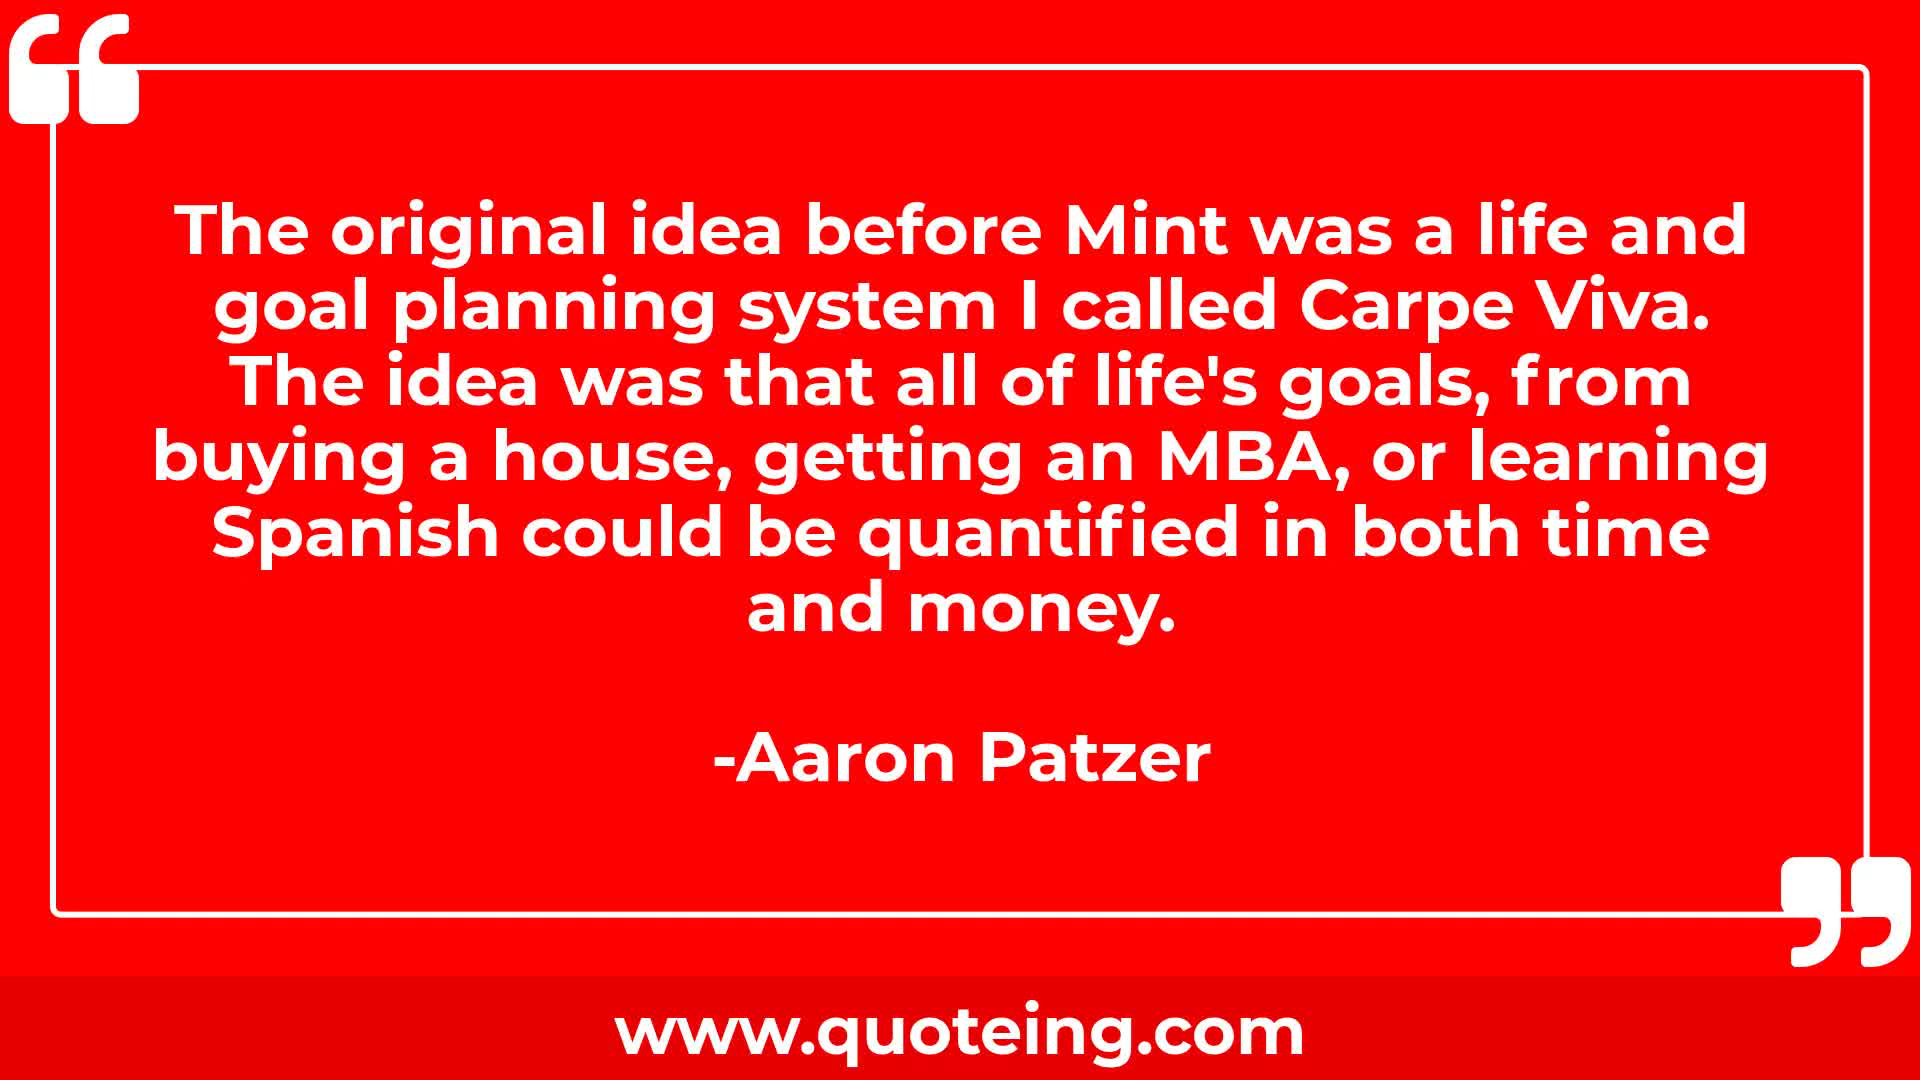 The original idea before Mint was a life and
goal planning system I called Carpe Viva.
The idea was that all of life's goals, from
buying a house, getting an MBA, or learning
Spanish could be quantified in both time
and money.
-Aaron Patzer
www.quoteing.com